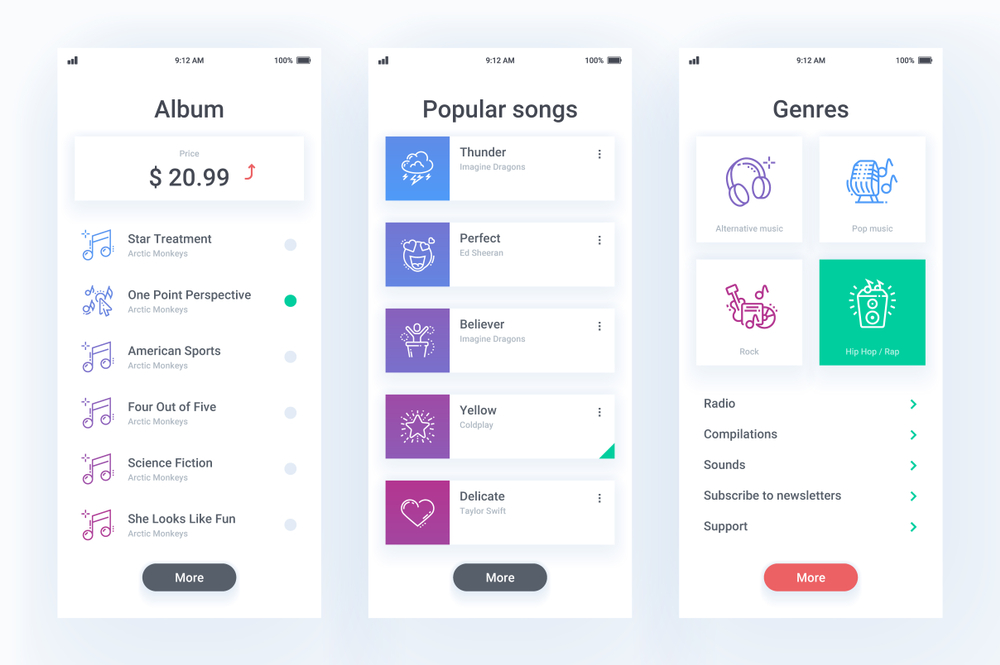 9:12 AM
100%
Album
Price
$ 20.99
Star Treatment
Arctic Monkeys
One Point Perspective
Arctic Monkeys
American Sports
Arctic Monkeys
Four Out of Five
Arctic Monkeys
Science Fiction
Arctic Monkeys
She Looks Like Fun
Arctic Monkeys
More
9:12 AM
100%
Popular songs
Thunder
Imagine Dragons
Perfect
Ed Sheeran
Believer
Imagine Dragons
Yellow
Coldplay
Delicate
Taylor Swift
More
9:12 AM
100%
Genres
Alternative music
Pop music
Rock
Hip Hop / Rap
Radio
Compilations
Sounds
Subscribe to newsletters
Support
More